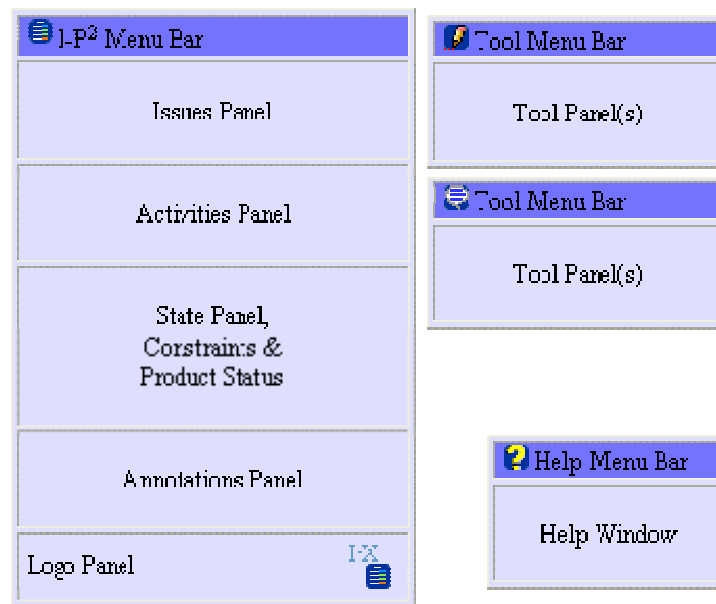 I-P² Menu Bar
Issues Panel
Activities Panel
State Panel,
Constraints &
Product Status
Annotations Panel
Logo Panel
I-X
Tool Menu Bar
Tool Panel(s)
Tool Menu Bar
Tool Panel(s)
Help Menu Bar
Help Window